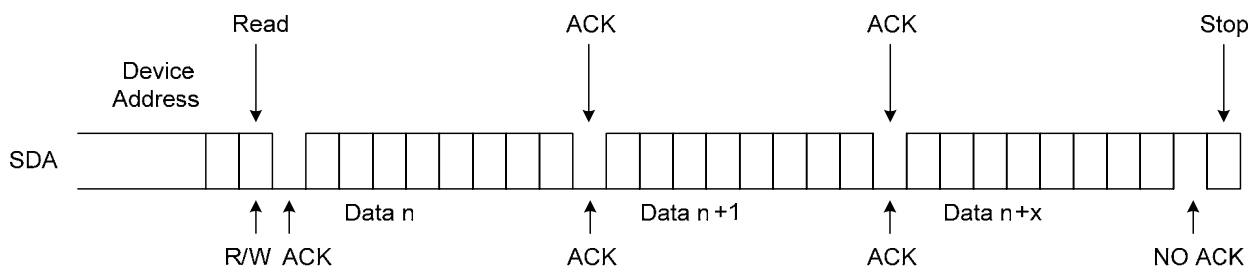 Read ACK ACK Stop
Device
Address
SDA
Data n Data n+1 Data n+x
R/W ACK ACK ACK NO ACK